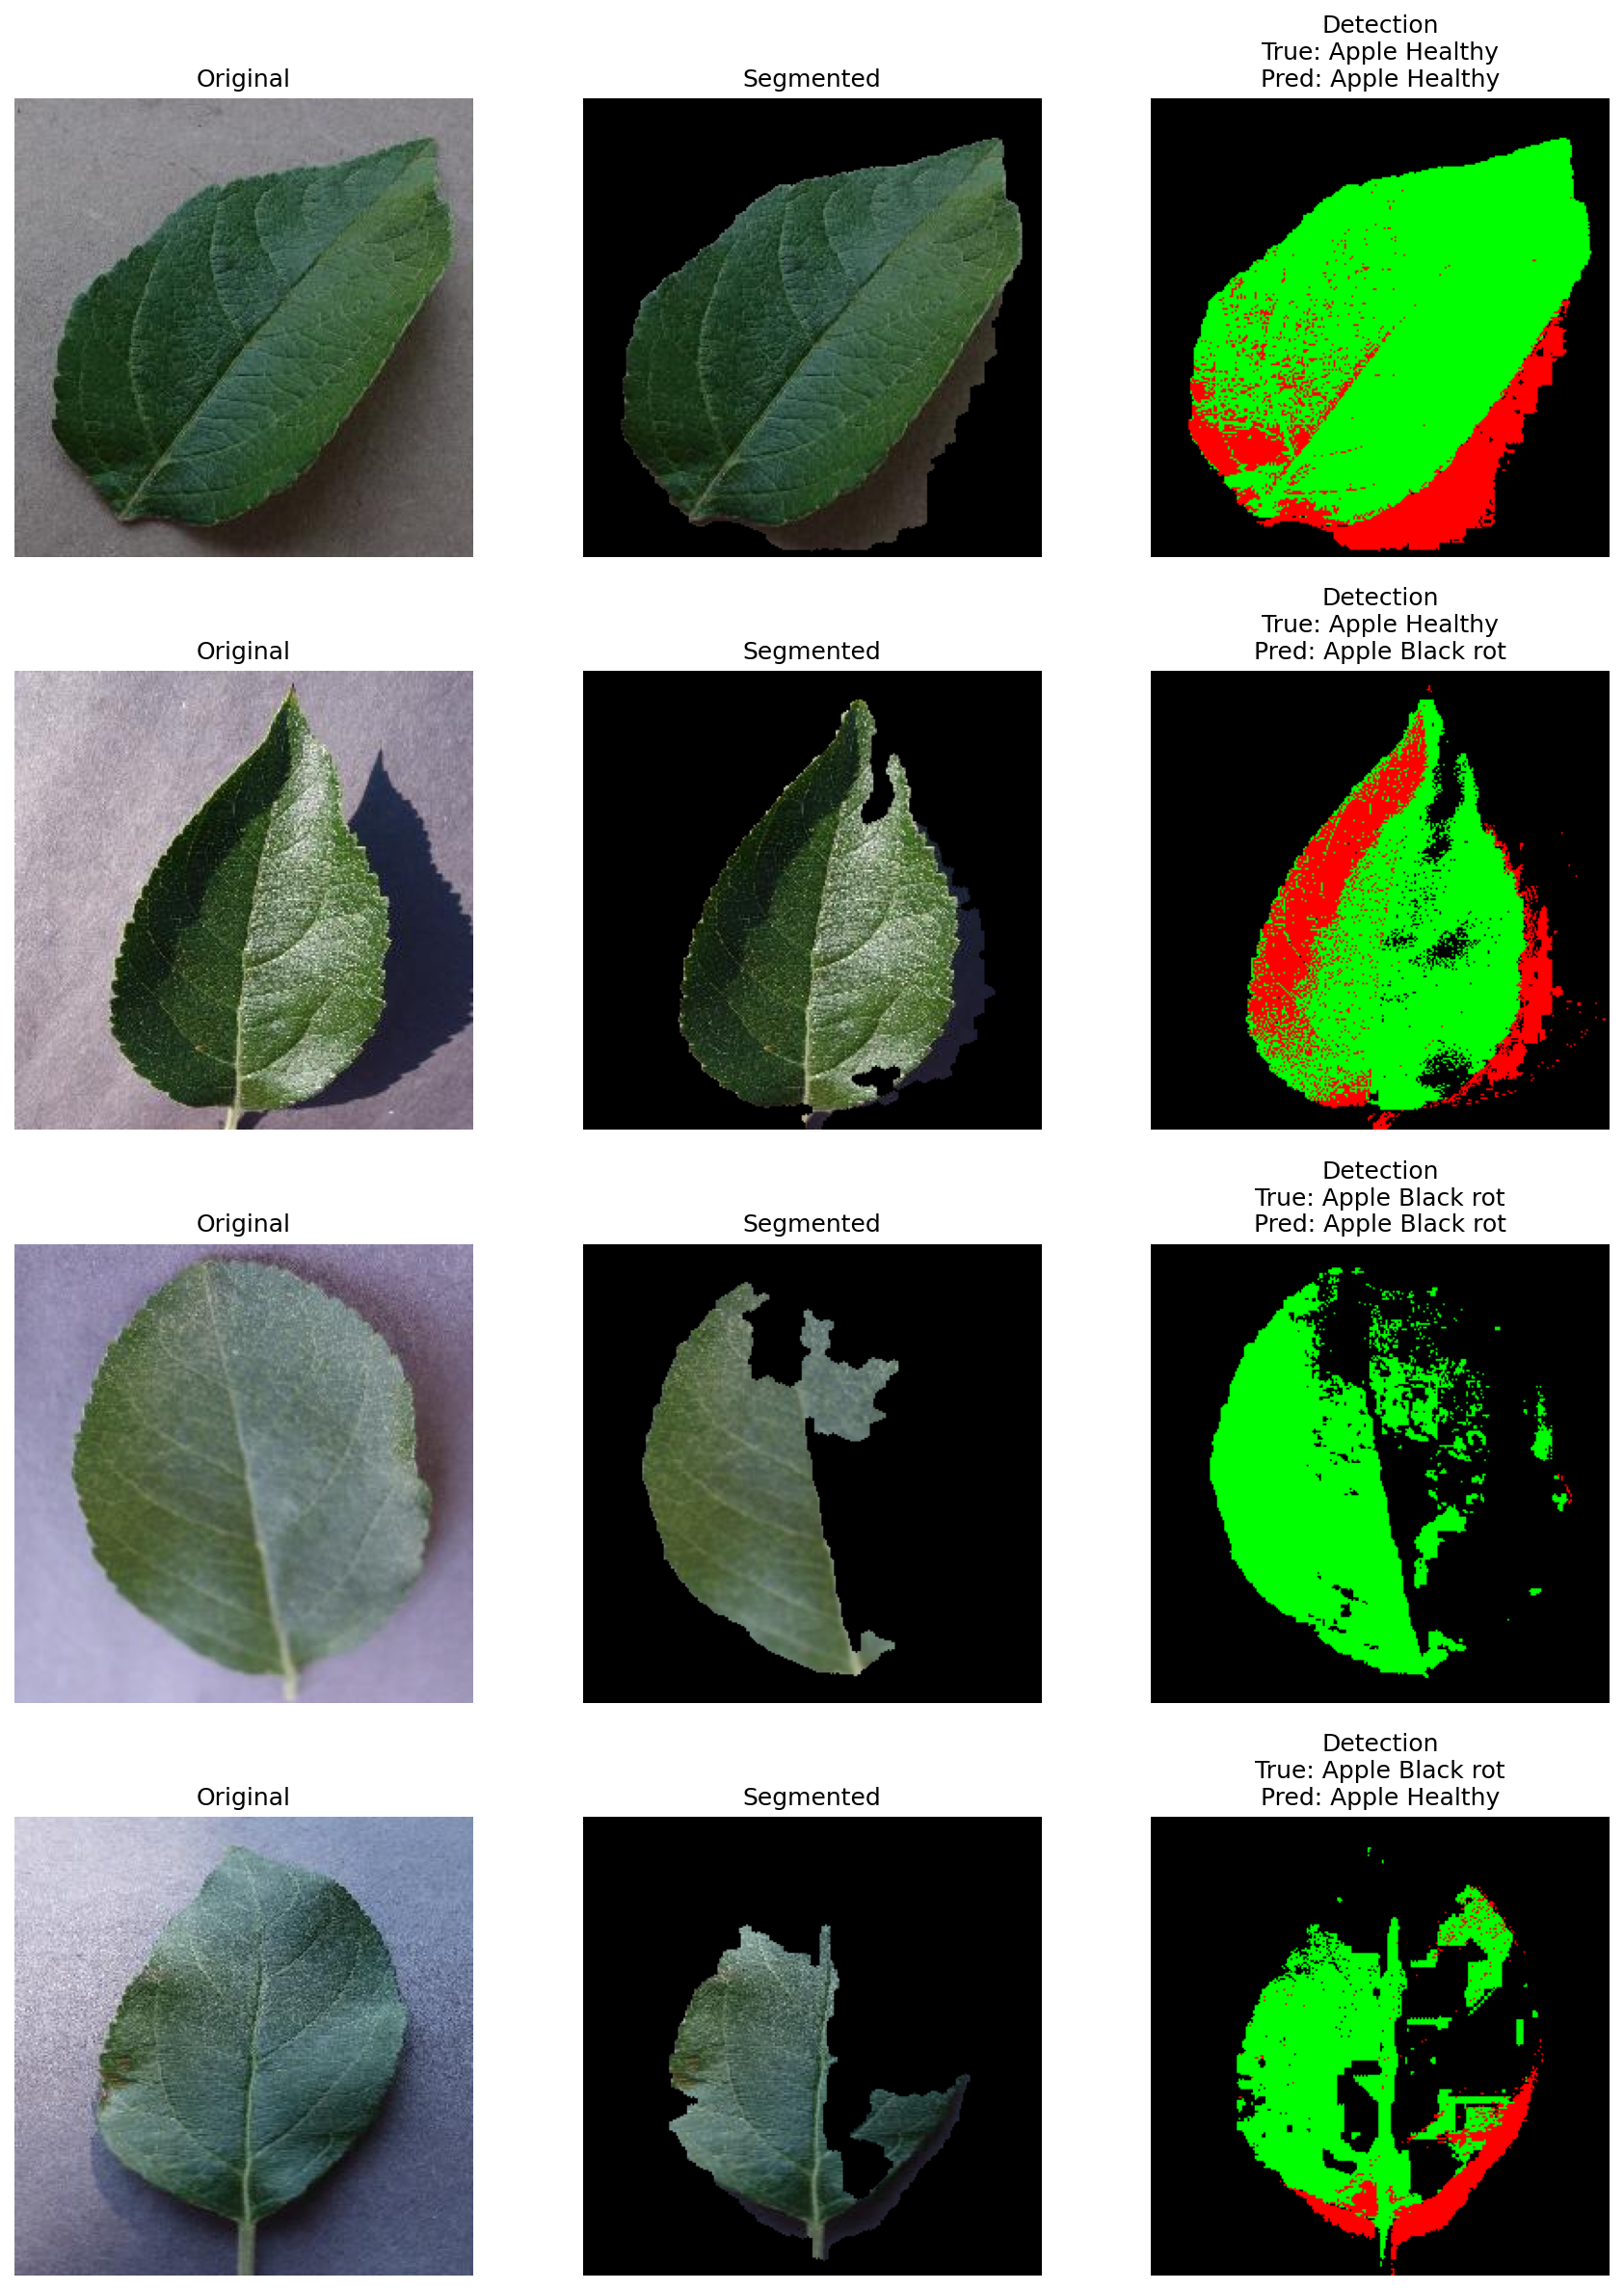 Original
Segmented
Detection
True: Apple Healthy
Pred: Apple Healthy
Original
Segmented
Detection
True: Apple Healthy
Pred: Apple Black rot
Original
Segmented
Detection
True: Apple Black rot
Pred: Apple Black rot
Original
Segmented
Detection
True: Apple Black rot
Pred: Apple Healthy